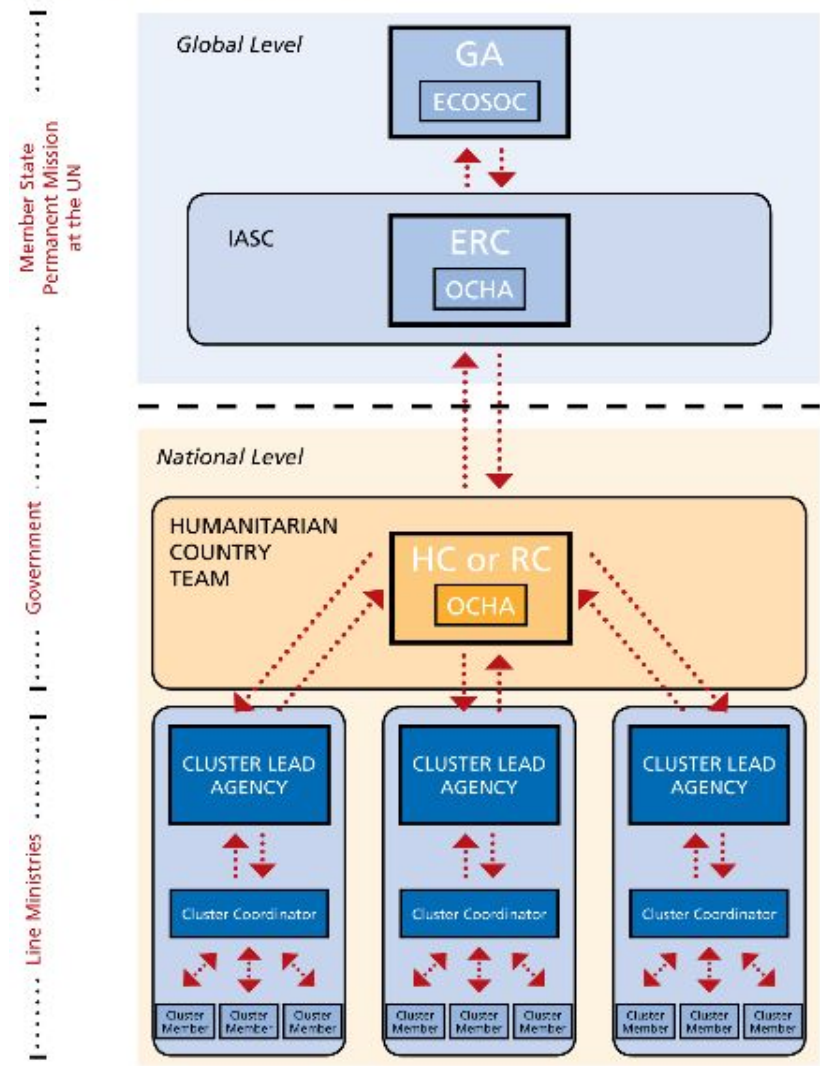 Member State
Permanent Mission
at the UN
Global Level
GA
ECOSOC
IASC
ERC
OCHA
Government
National Level
HUMANITARIAN
COUNTRY
TEAM
HC or RC
OCHA
Line Ministries
CLUSTER LEAD
AGENCY
Cluster Coordinator
Cluster
Member
Cluster
Member
Cluster
Member
CLUSTER LEAD
AGENCY
Cluster Coordinator
Cluster
Member
Cluster
Member
Cluster
Member
CLUSTER LEAD
AGENCY
Cluster Coordinator
Cluster
Member
Cluster
Member
Cluster
Member